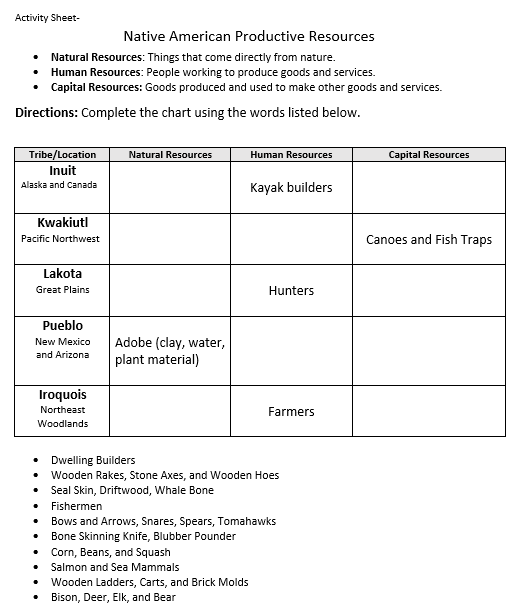 Activity Sheet-
Native American Productive Resources
• Natural Resources: Things that come directly from nature.
• Human Resources: People working to produce goods and services.
• Capital Resources: Goods produced and used to make other goods and services.
Directions: Complete the chart using the words listed below.
Tribe/Location Natural Resources Human Resources Capital Resources
Inuit
Alaska and Canada
Kayak builders
Kwakiutl
Pacific Northwest
Canoes and Fish Traps
Lakota
Great Plains
Hunters
Pueblo
New Mexico
and Arizona
Adobe (clay, water,
plant material)
Iroquois
Northeast
Woodlands
Farmers
• Dwelling Builders
• Wooden Rakes, Stone Axes, and Wooden Hoes
• Seal Skin, Driftwood, Whale Bone
• Fishermen
• Bows and Arrows, Snares, Spears, Tomahawks
• Bone Skinning Knife, Blubber Pounder
• Corn, Beans, and Squash
• Salmon and Sea Mammals
• Wooden Ladders, Carts, and Brick Molds
• Bison, Deer, Elk, and Bear